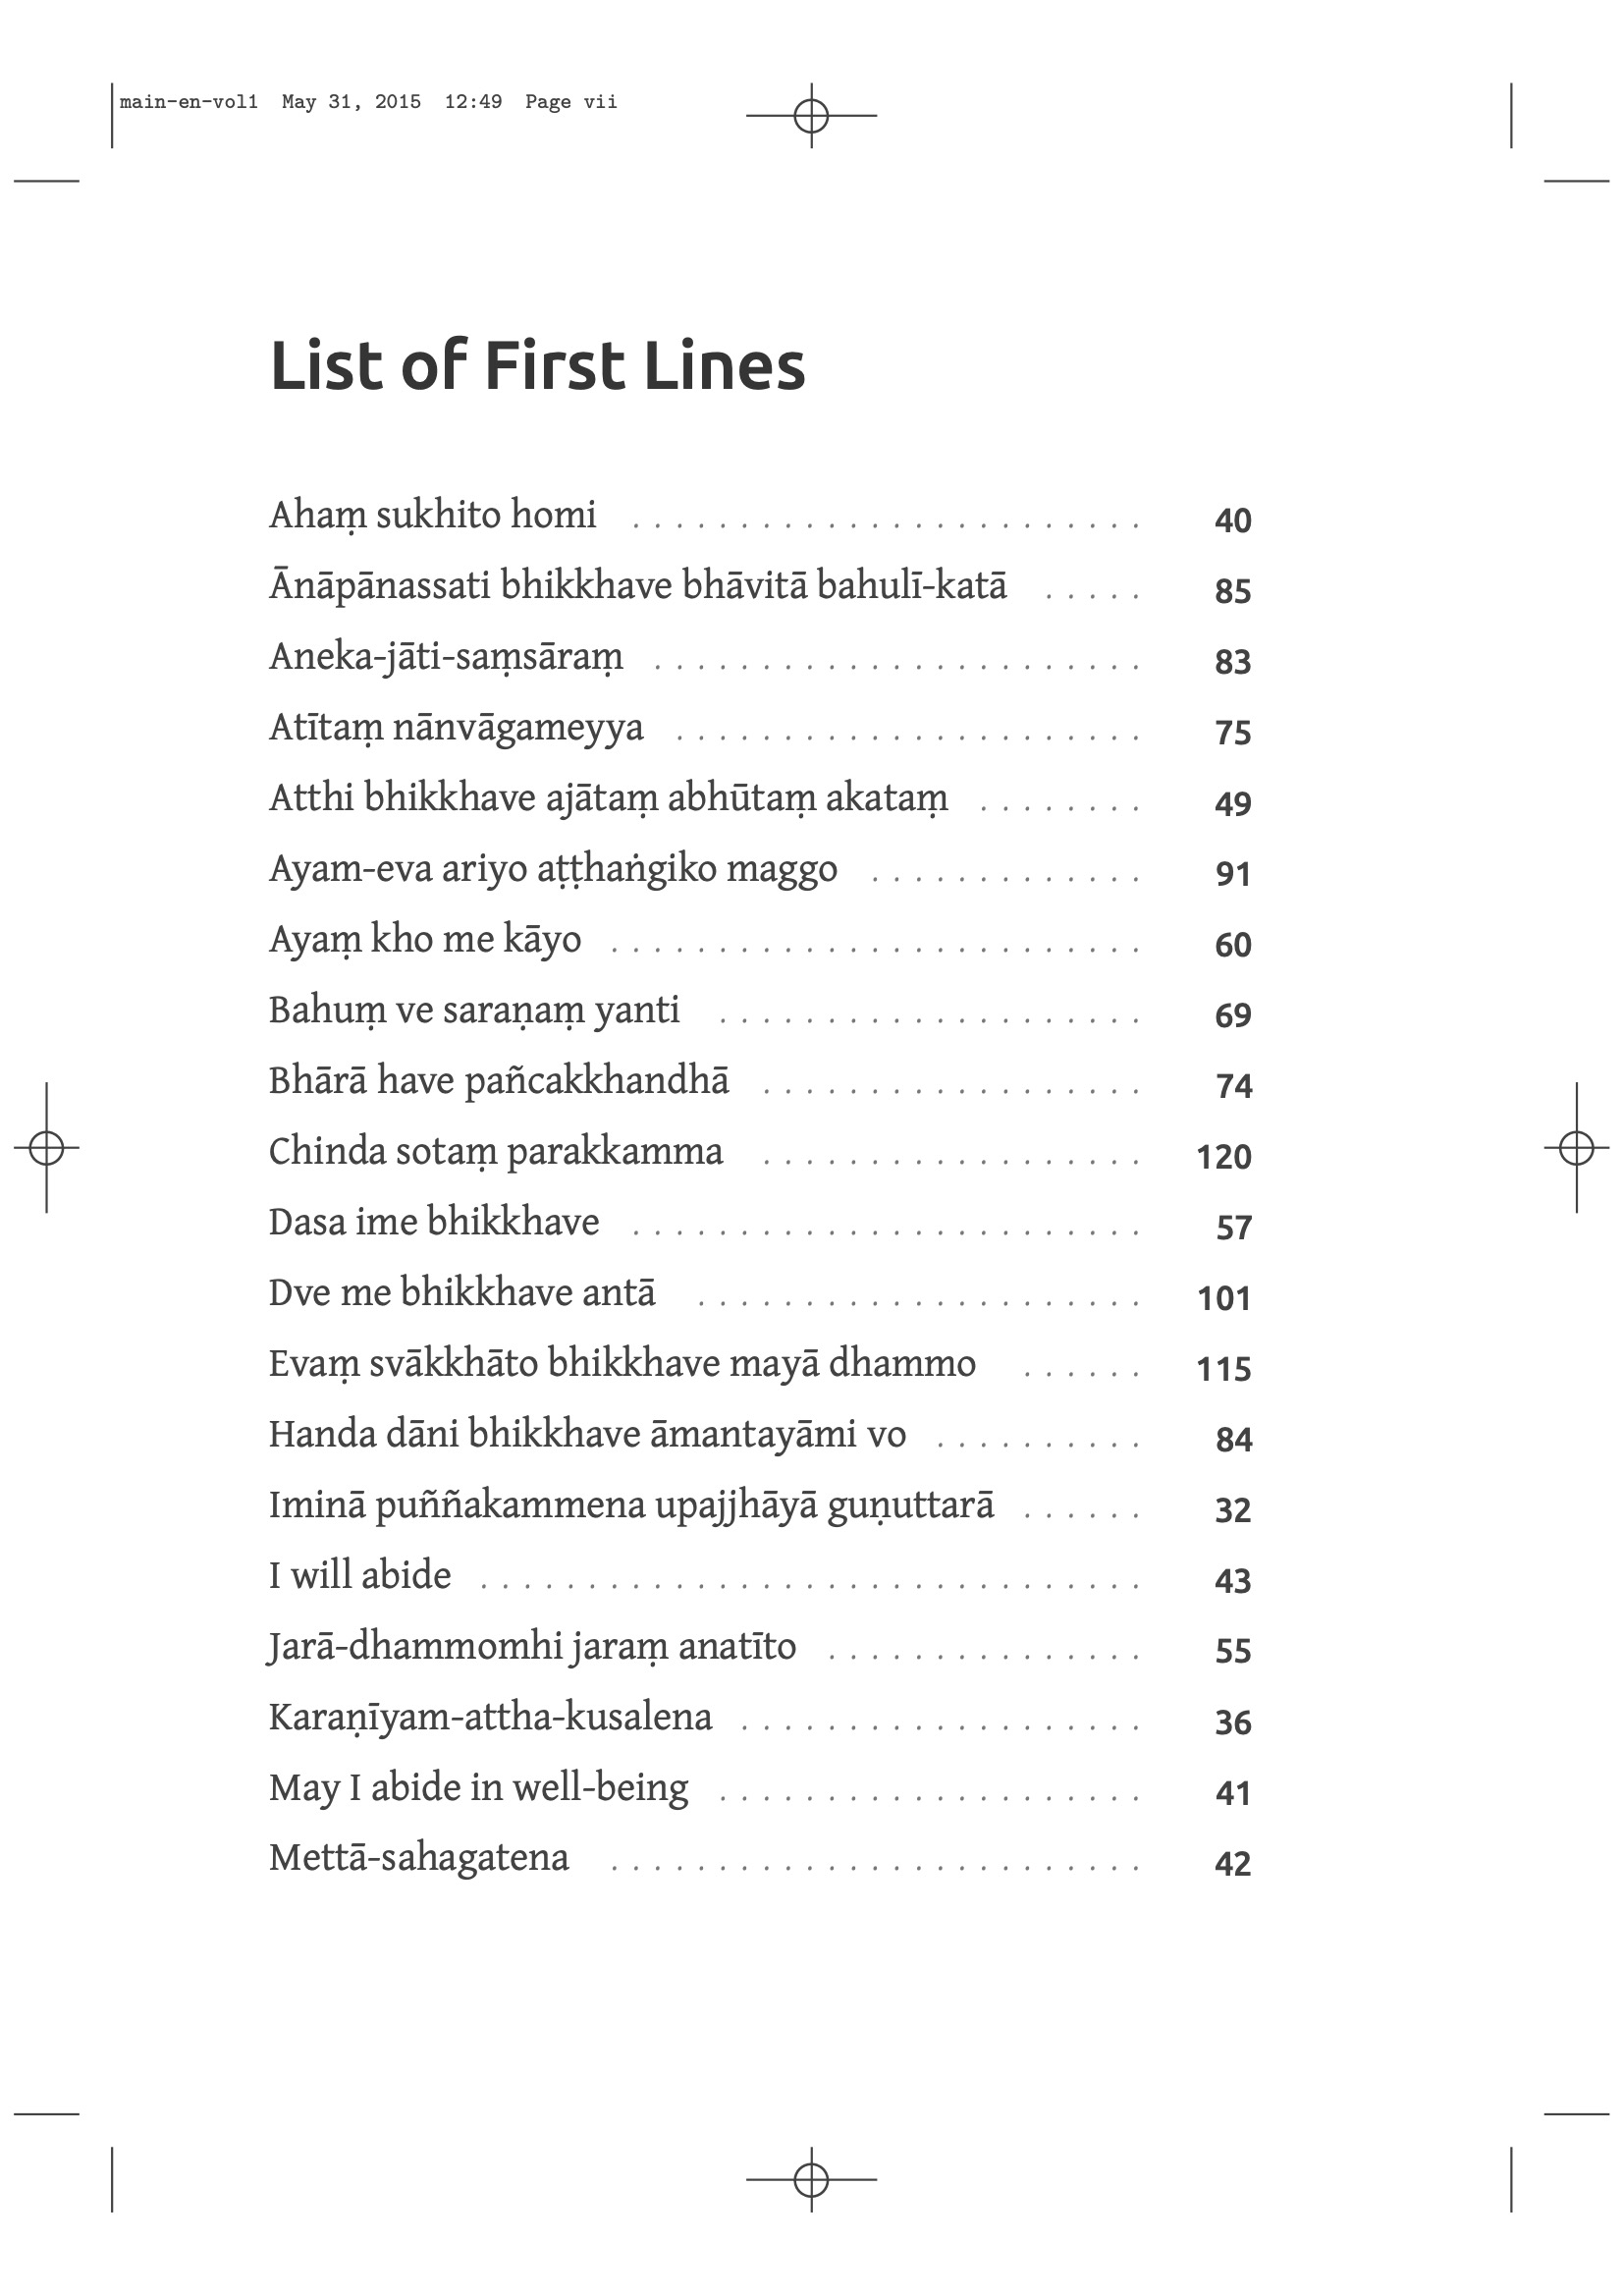 main-en-vol1 May 31, 2015 12:49 Page vii
List of First Lines
Ahaṃ sukhito homi . . . . . . . . . . . . . . . . . . . . . . . . 40
Ānāpānassati bhikkhave bhāvitā bahulī-katā . . . . . 85
Aneka-jāti-saṃsāraṃ . . . . . . . . . . . . . . . . . . . . . . . 83
Atītaṃ nānvāgameyya . . . . . . . . . . . . . . . . . . . . . . 75
Atthi bhikkhave ajātaṃ abhūtaṃ akataṃ . . . . . . . . 49
Ayam-eva ariyo aṭṭhaṅgiko maggo . . . . . . . . . . . . . 91
Ayaṃ kho me kāyo . . . . . . . . . . . . . . . . . . . . . . . . . 60
Bahuṃ ve saraṇaṃ yanti . . . . . . . . . . . . . . . . . . . . 69
Bhārā have pañcakkhandhā . . . . . . . . . . . . . . . . . . 74
Chinda sotaṃ parakkamma . . . . . . . . . . . . . . . . . . 120
Dasa ime bhikkhave . . . . . . . . . . . . . . . . . . . . . . . . 57
Dve me bhikkhave antā . . . . . . . . . . . . . . . . . . . . . 101
Evaṃ svākkhāto bhikkhave mayā dhammo . . . . . . 115
Handa dāni bhikkhave āmantayāmi vo . . . . . . . . . . 84
Iminā puññakammena upajjhāyā guṇuttarā . . . . . . 32
I will abide . . . . . . . . . . . . . . . . . . . . . . . . . . . . . . . 43
Jarā-dhammomhi jaraṃ anatīto . . . . . . . . . . . . . . . 55
Karaṇīyam-attha-kusalena . . . . . . . . . . . . . . . . . . . 36
May I abide in well-being . . . . . . . . . . . . . . . . . . . . 41
Mettā-sahagatena . . . . . . . . . . . . . . . . . . . . . . . . . 42